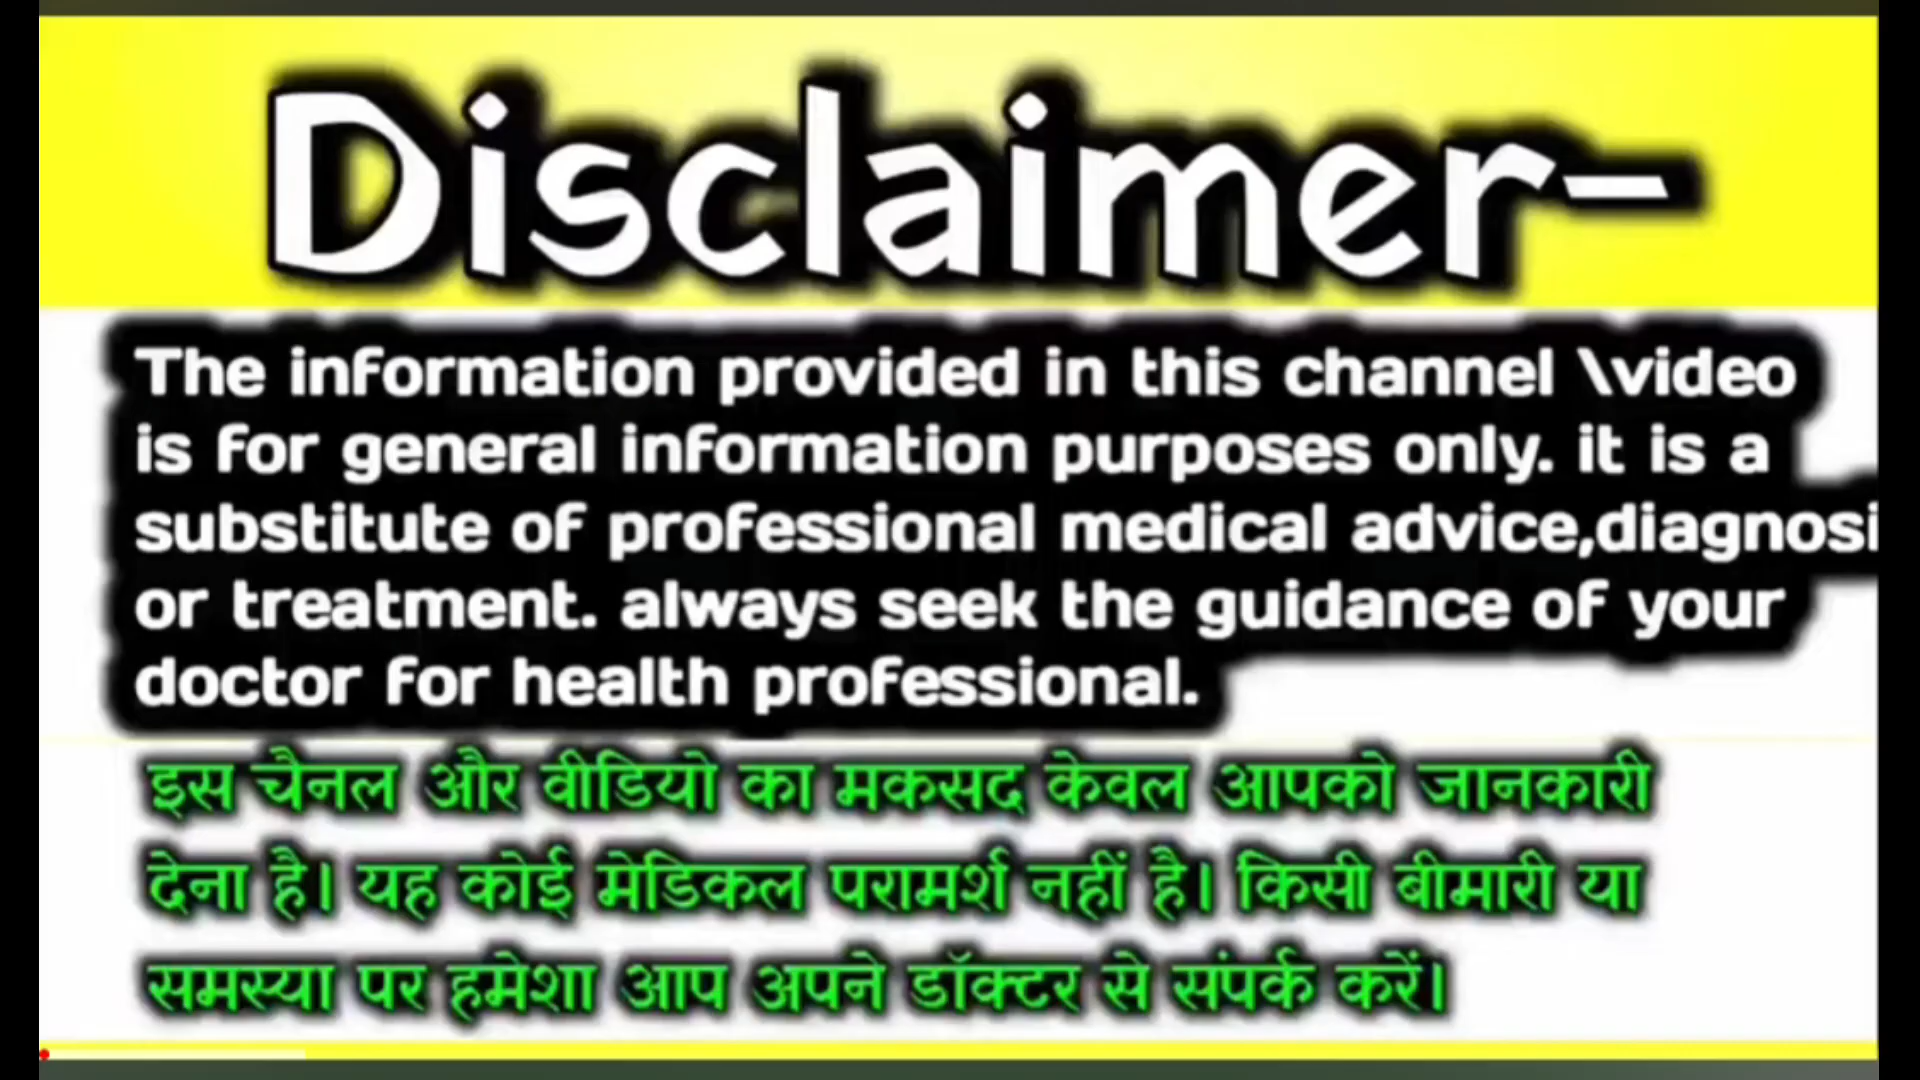 Disclaimer-
The information provided in this channel \video
is for general information purposes only. it is a
substitute of professional medical advice,diagnosi
or treatment. always seek the guidance of your
doctor for health professional.
इस चैनल और वीडियो का मकसद केवल आपको जानकारी
देना है। यह कोई मेडिकल परामर्श नहीं है। किसी बीमारी या
समस्या पर हमेशा आप अपने डॉक्टर से संपर्क करें।